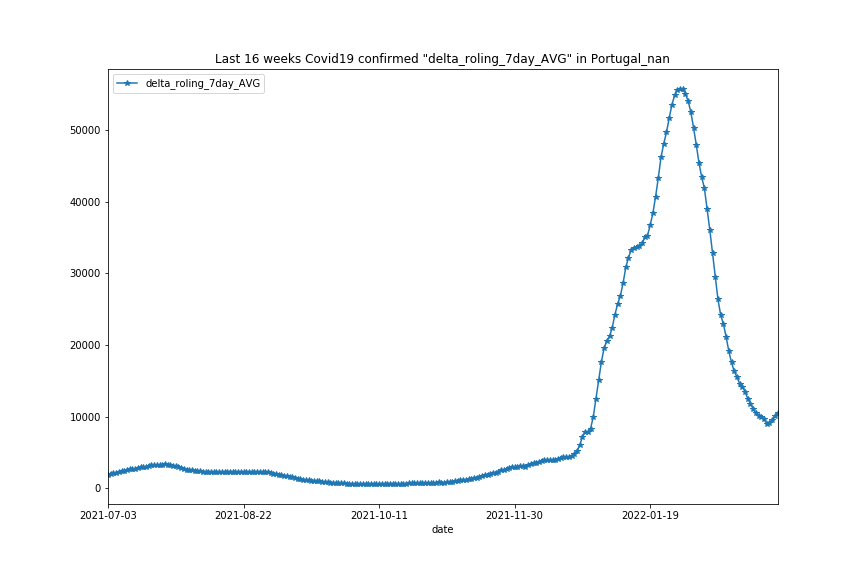 Last 16 weeks Covid19 confirmed "delta_roling_7day_AVG" in Portugal_nan
delta_roling_7day_AVG
50000
40000
30000
20000
10000
0
2021-07-03 2021-08-22 2021-10-11 2021-11-30 2022-01-19
date